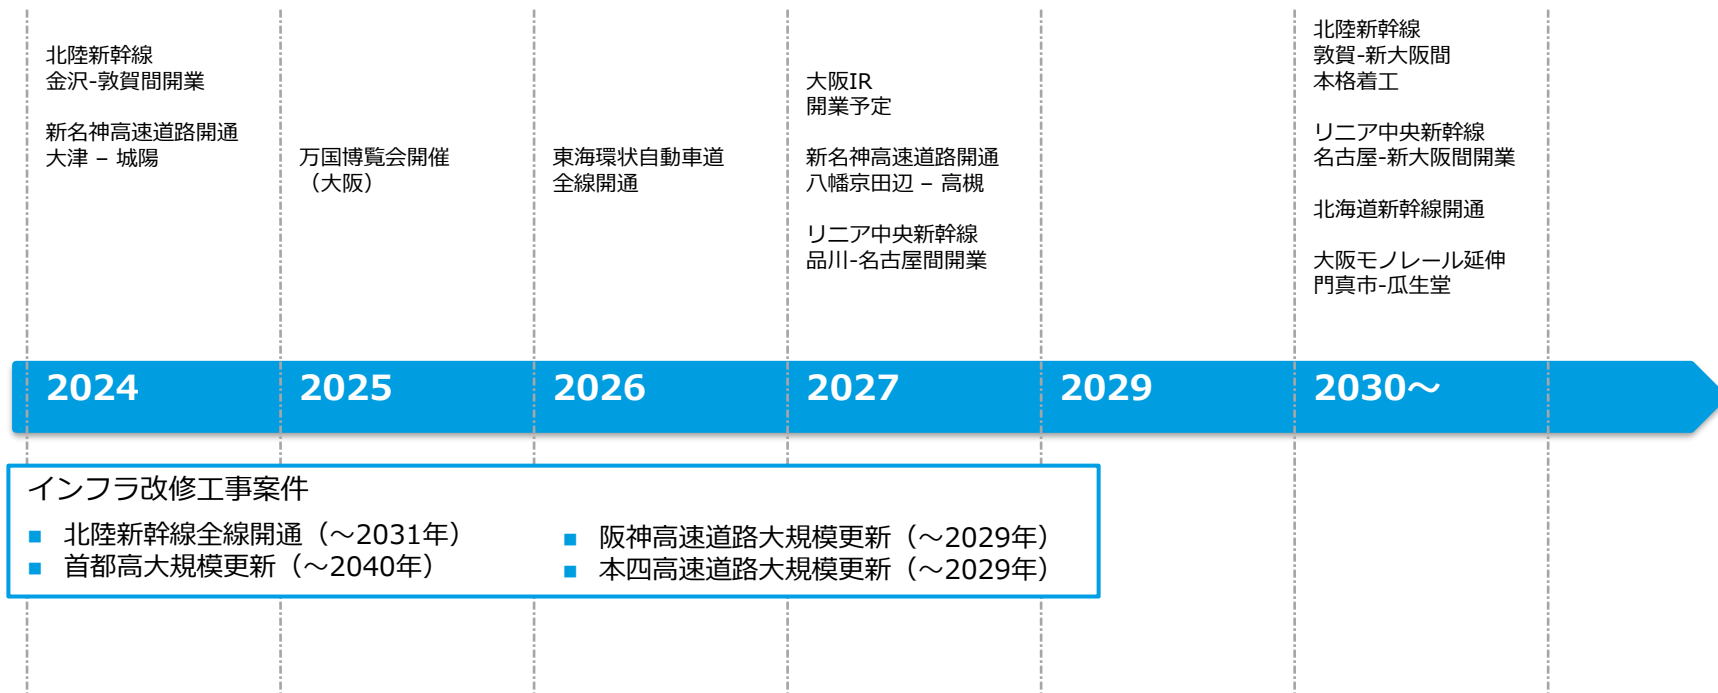 北陸新幹線
金沢-敦賀間開業
新名神高速道路開通
大津 – 城陽
万国博覧会開催
（大阪）
東海環状自動車道
全線開通
大阪IR
開業予定
新名神高速道路開通
八幡京田辺 – 高槻
リニア中央新幹線
品川-名古屋間開業
北陸新幹線
敦賀-新大阪間
本格着工
リニア中央新幹線
名古屋-新大阪間開業
北海道新幹線開通
大阪モノレール延伸
門真市-瓜生堂
2024
2025
2026
2027
2029
2030～
インフラ改修工事案件
■ 北陸新幹線全線開通（～2031年）
■ 首都高大規模更新（～2040年）
■ 阪神高速道路大規模更新（～2029年）
■ 本四高速道路大規模更新（～2029年）